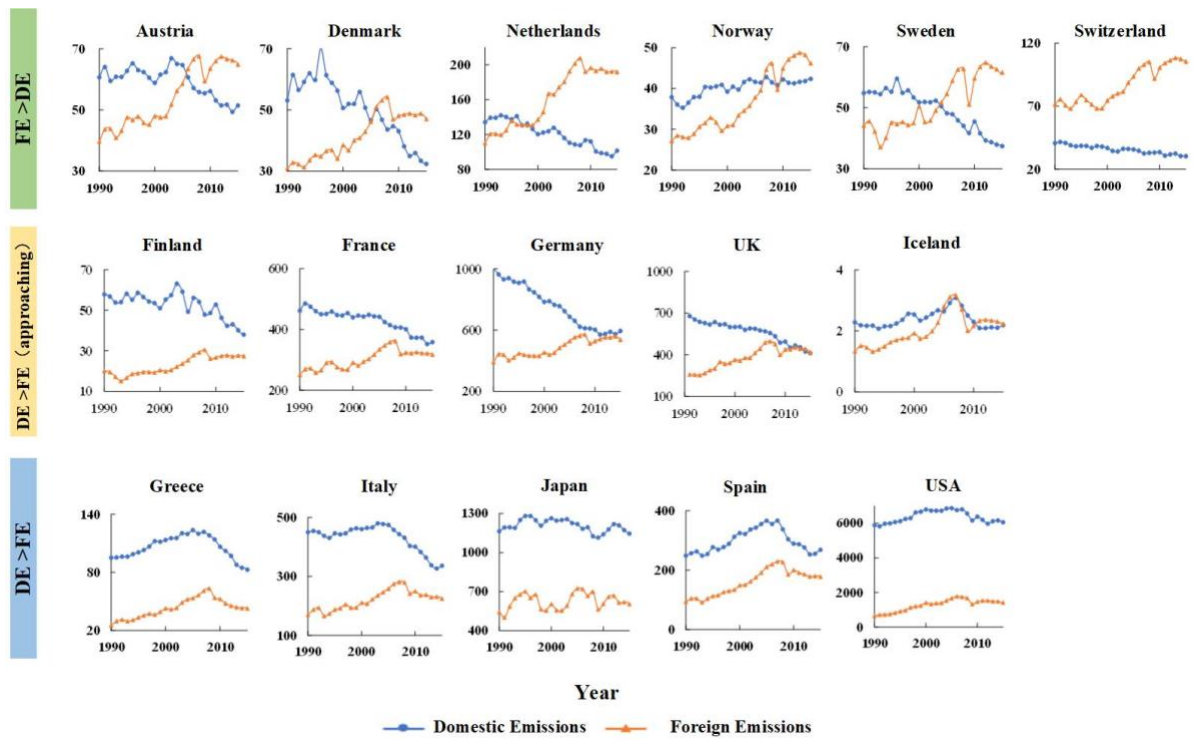 FE >DE
Austria
70
50
30
1990 2000 2010
Denmark
70
50
30
1990 2000 2010
Netherlands
200
160
120
80
1990 2000 2010
Norway
50
40
30
20
1990 2000 2010
Sweden
70
50
30
1990 2000 2010
Switzerland
120
70
20
1990 2000 2010
DE >FE (approaching)
Finland
70
50
30
10
1990 2000 2010
France
600
400
200
1990 2000 2010
Germany
1000
600
200
1990 2000 2010
UK
1000
700
400
100
1990 2000 2010
Iceland
4
2
0
1990 2000 2010
DE >FE
Greece
140
80
20
1990 2000 2010
Italy
500
300
100
1990 2000 2010
Japan
1300
1000
700
400
1990 2000 2010
Spain
400
200
0
1990 2000 2010
USA
6000
4000
2000
0
1990 2000 2010
Year
Domestic Emissions Foreign Emissions